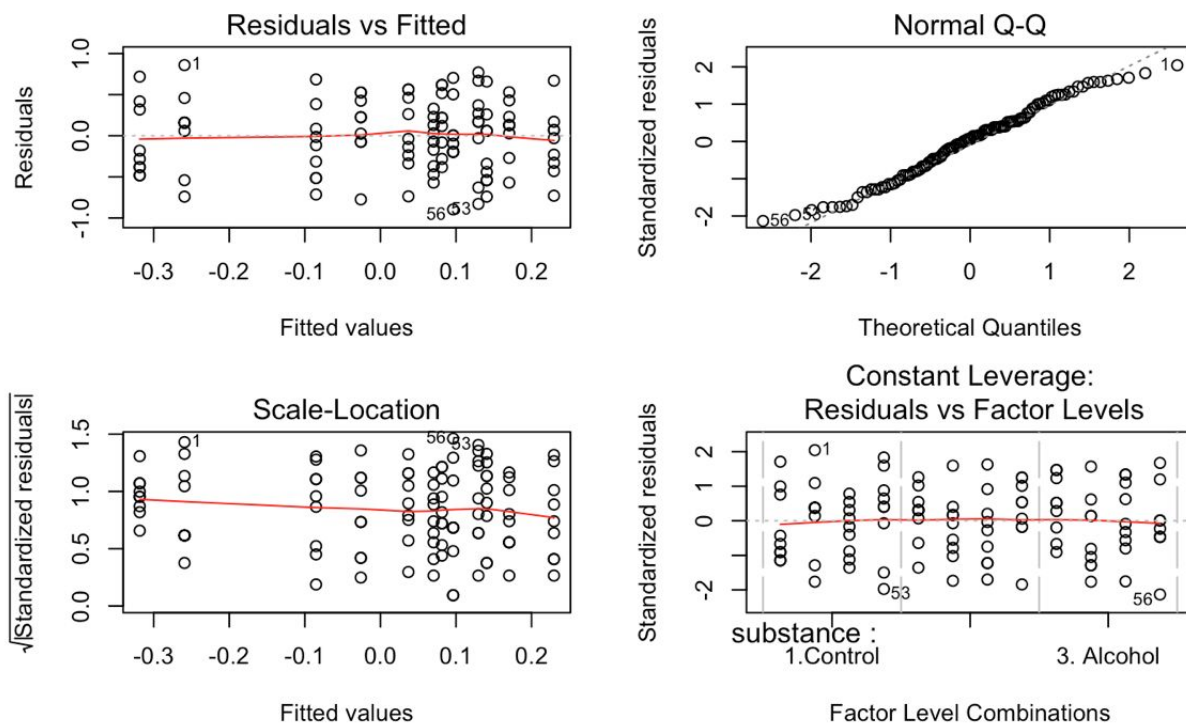 Residuals vs Fitted
Residuals
1.0
0.0
-1.0
1
56
53
-0.3 -0.2 -0.1 0.0 0.1 0.2
Fitted values
Normal Q-Q
Standardized residuals
2
1
0
-2
1
56
-2 -1 0 1 2
Theoretical Quantiles
Scale-Location
√|Standardized residuals|
1.5
1.0
0.5
0.0
1
56
53
-0.3 -0.2 -0.1 0.0 0.1 0.2
Fitted values
Constant Leverage:
Residuals vs Factor Levels
Standardized residuals
2
1
0
-2
1
53
56
substance :
1.Control 3. Alcohol
Factor Level Combinations